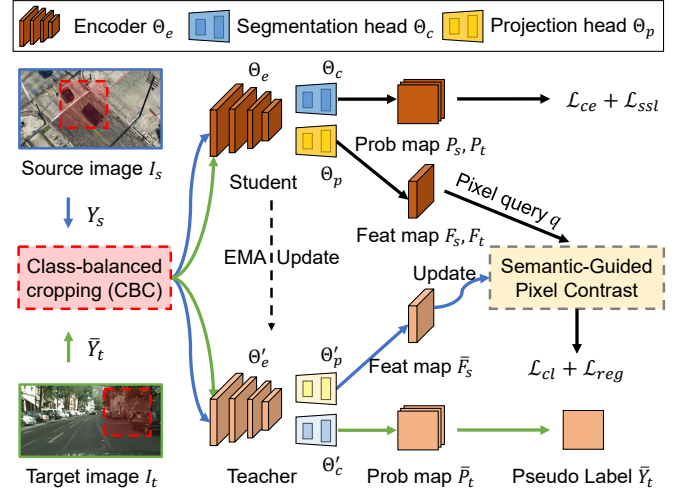 Encoder Θ_e Segmentation head Θ_c Projection head Θ_p
Θ_e Θ_c
ℒ_ce + ℒ_ssl
Prob map P_s, P_t
Source image I_s
Θ_p
Student
Pixel query q
Y_s
Feat map F_s, F_t
EMA Update
Update
Class-balanced
cropping (CBC)
Semantic-Guided
Pixel Contrast
Ȳ_t
Θ′_e Θ′_p
Feat map F̄_s
ℒ_cl + ℒ_reg
Θ′_c
Target image I_t Teacher Prob map P̄_t Pseudo Label Ȳ_t